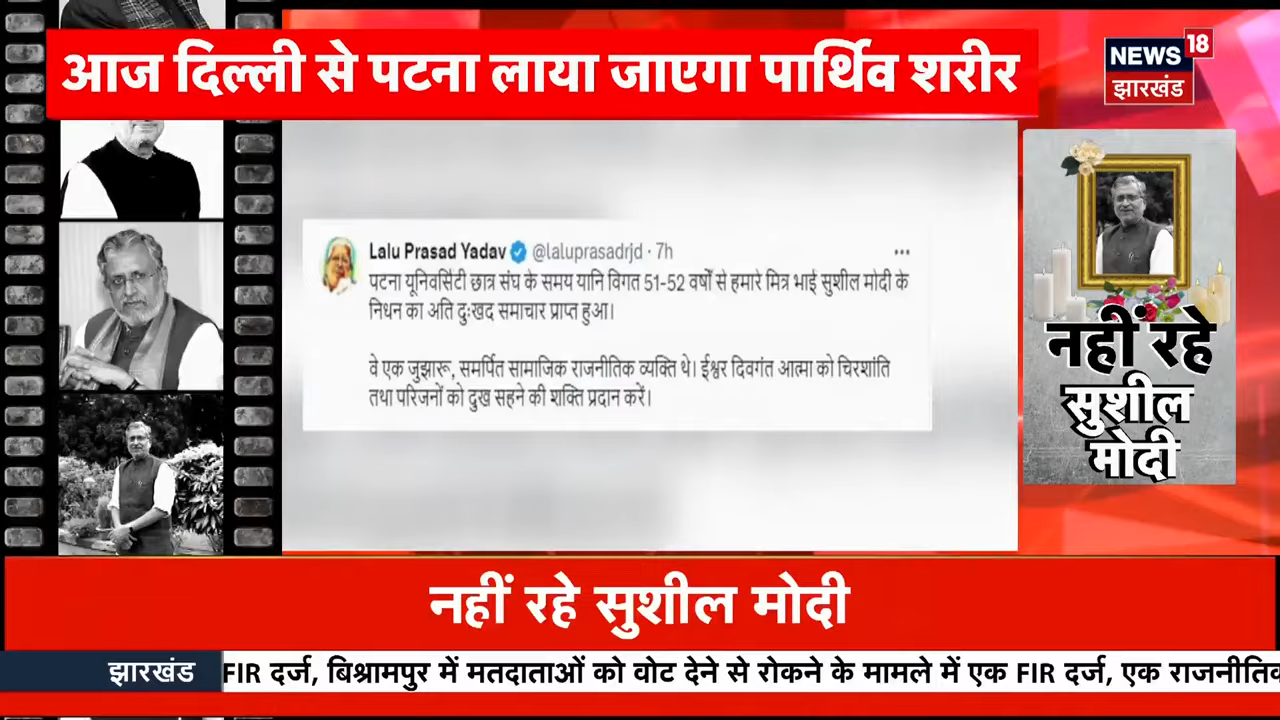 आज दिल्ली से पटना लाया जाएगा पार्थिव शरीर
NEWS 18
झारखंड
Lalu Prasad Yadav @laluprasadrjd · 7h
पटना यूनिवर्सिटी छात्र संघ के समय यानि विगत 51-52 वर्षों से हमारे मित्र भाई सुशील मोदी के
निधन का अति दुःखद समाचार प्राप्त हुआ।
वे एक जुझारू, समर्पित सामाजिक राजनीतिक व्यक्ति थे। ईश्वर दिवगंत आत्मा को चिरशांति
तथा परिजनों को दुख सहने की शक्ति प्रदान करें।
नहीं रहे
सुशील
मोदी
नहीं रहे सुशील मोदी
झारखंड
FIR दर्ज, बिश्रामपुर में मतदाताओं को वोट देने से रोकने के मामले में एक FIR दर्ज, एक राजनीतिक